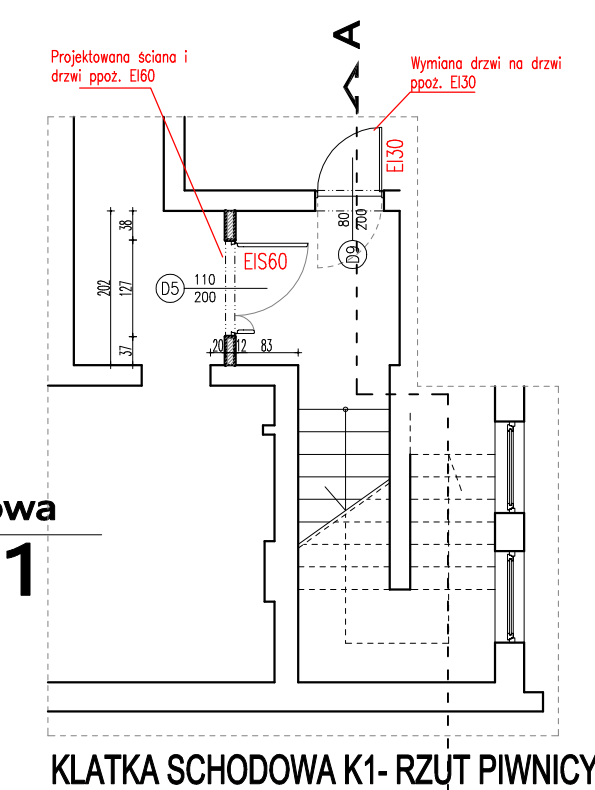 A
Projektowana ściana i
drzwi ppoż. EI60
Wymiana drzwi na drzwi
ppoż. EI30
EI30
80
200
D9
38
202
127
37
EIS60
D5
110
200
20
12
83
owa
1
KLATKA SCHODOWA K1- RZUT PIWNICY